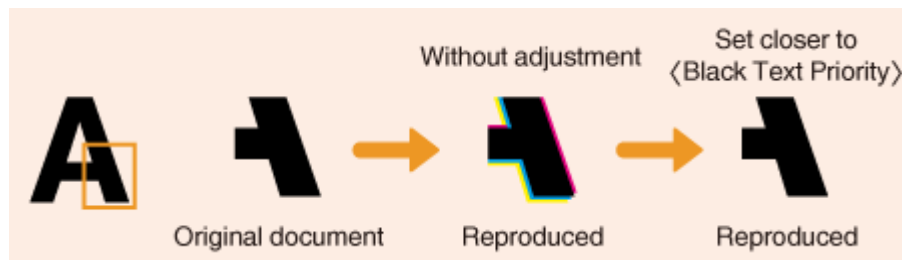 A
Original document
Without adjustment
Reproduced
Set closer to
〈Black Text Priority〉
Reproduced